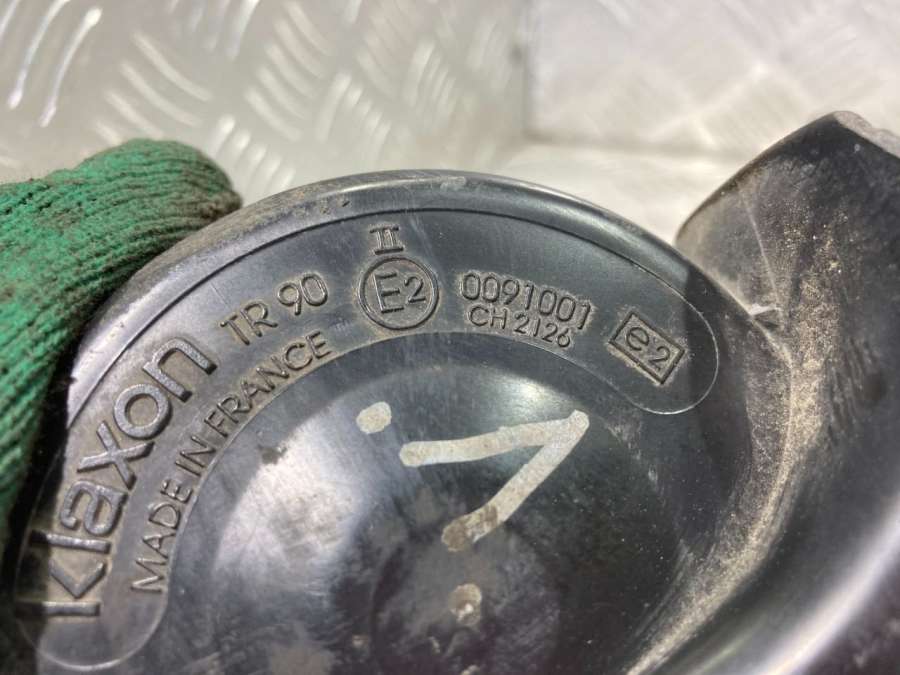 klaxon TR 90
MADE IN FRANCE
II
E2
0091001
CH 2126
e2